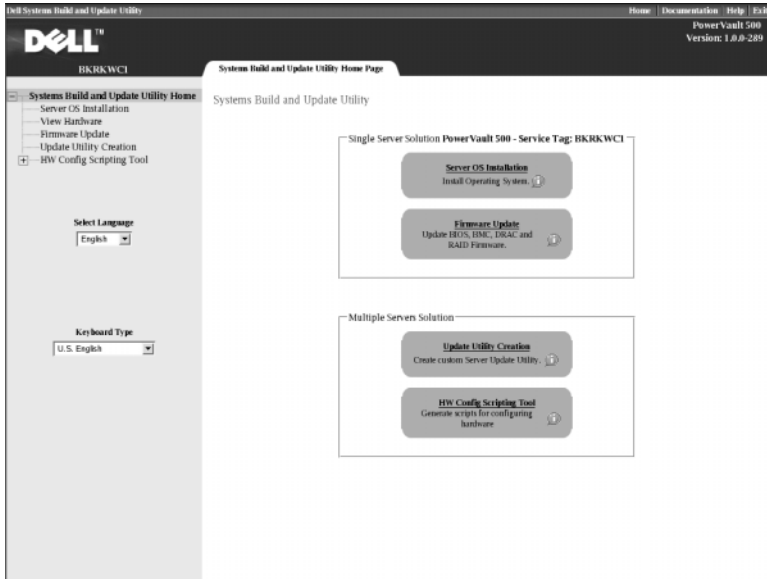 Dell Systems Build and Update Utility
Home Documentation Help Exit
DELL™
PowerVault 500
Version: 1.0.0-289
BKRKWC1
Systems Build and Update Utility Home Page
Systems Build and Update Utility Home
Server OS Installation
View Hardware
Firmware Update
Update Utility Creation
HW Config Scripting Tool
Select Language
English
Keyboard Type
U.S. English
Systems Build and Update Utility
Single Server Solution PowerVault 500 - Service Tag: BKRKWC1
Server OS Installation
Install Operating System.
Firmware Update
Update BIOS, BMC, DRAC and
RAID Firmware.
Multiple Servers Solution
Update Utility Creation
Create custom Server Update Utility.
HW Config Scripting Tool
Generate scripts for configuring
hardware